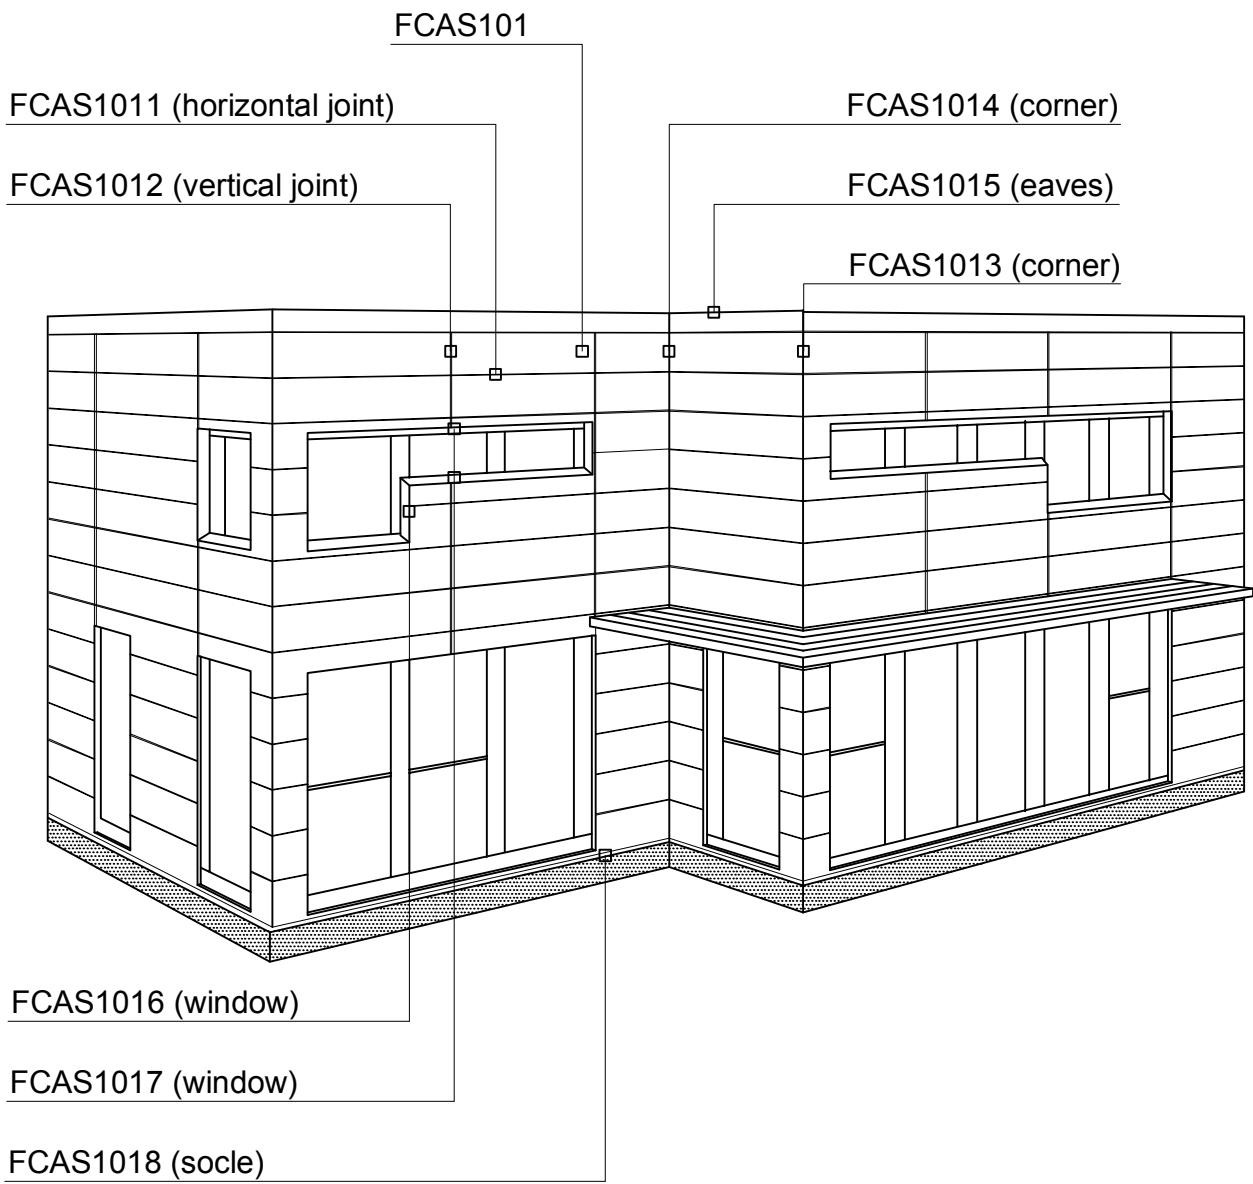 FCAS101
FCAS1011 (horizontal joint)
FCAS1014 (corner)
FCAS1012 (vertical joint)
FCAS1015 (eaves)
FCAS1013 (corner)
FCAS1016 (window)
FCAS1017 (window)
FCAS1018 (socle)